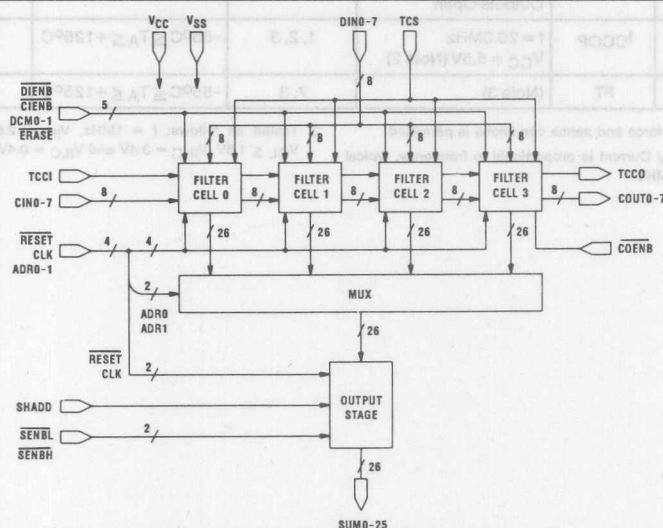 VCC
VSS
DIN0-7
TCS
8
DIENB
CIENB
DCM0-1
ERASE
5
8
8
8
8
TCCI
CIN0-7
8
FILTER
CELL 0
8
FILTER
CELL 1
8
FILTER
CELL 2
8
FILTER
CELL 3
8
TCCO
COUT0-7
RESET
CLK
ADR0-1
4
4
26
26
26
26
COENB
2
ADR0
ADR1
MUX
26
RESET
CLK
2
OUTPUT
STAGE
SHADD
SENBL
SENBH
2
26
SUM0-25